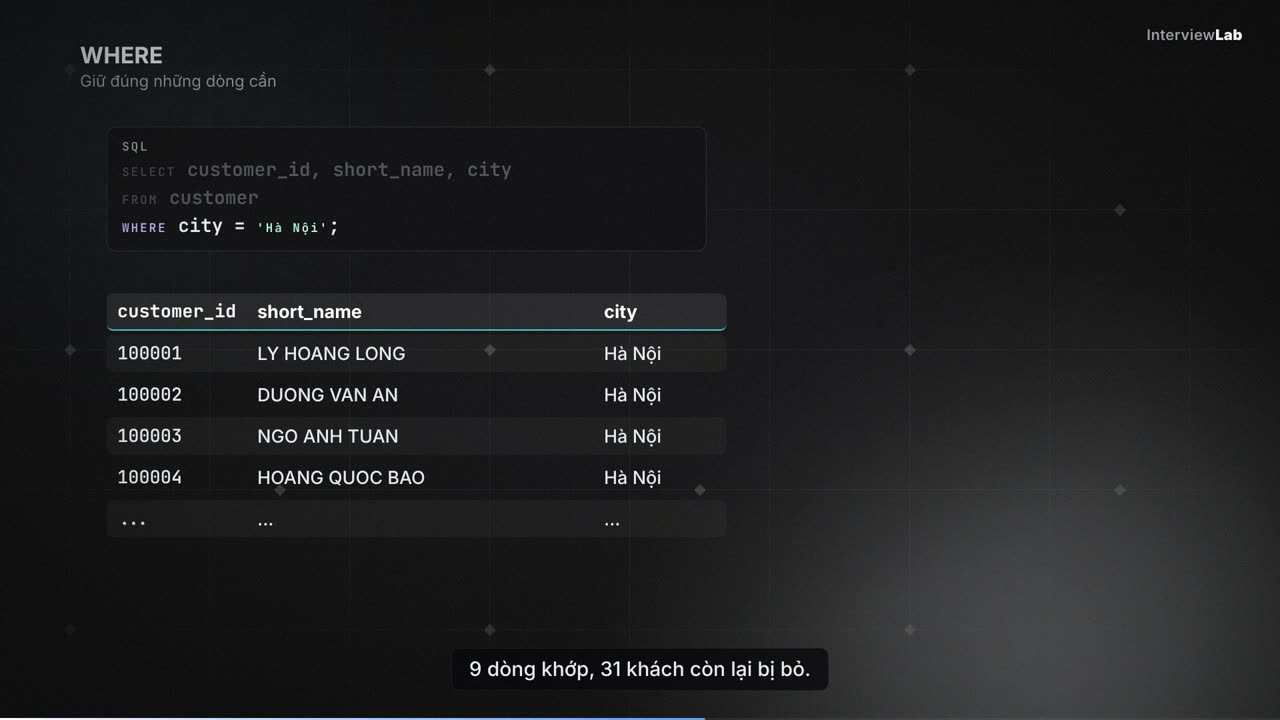 WHERE
InterviewLab
Giữ đúng những dòng cần
SQL
SELECT customer_id, short_name, city
FROM customer
WHERE city = 'Hà Nội';
customer_id short_name city
100001 LY HOANG LONG Hà Nội
100002 DUONG VAN AN Hà Nội
100003 NGO ANH TUAN Hà Nội
100004 HOANG QUOC BAO Hà Nội
... ... ...
9 dòng khớp, 31 khách còn lại bị bỏ.